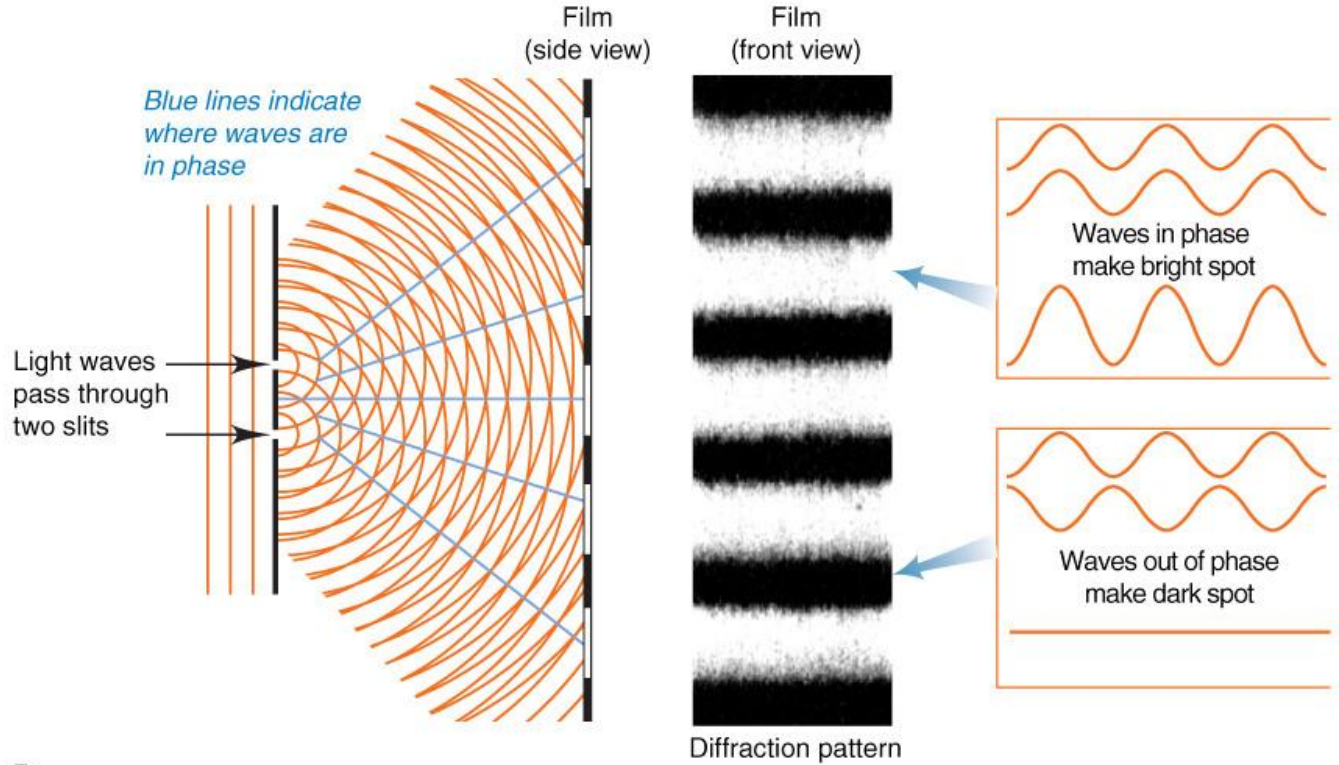 Film
(side view)
Film
(front view)
Blue lines indicate
where waves are
in phase
Light waves
pass through
two slits
Waves in phase
make bright spot
Waves out of phase
make dark spot
Diffraction pattern